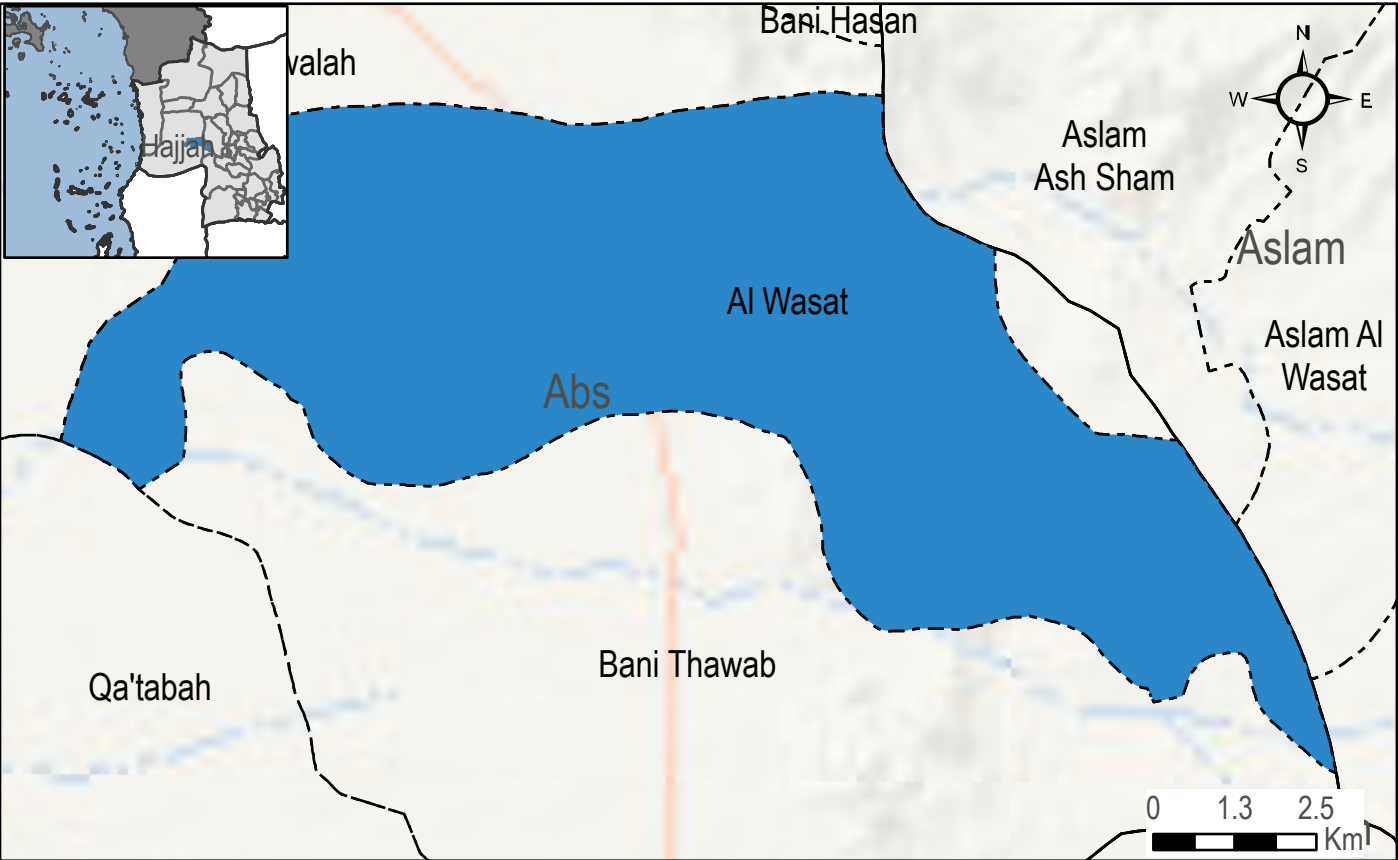 Bani Hasan
walah
N
W
E
S
Aslam
Ash Sham
Hajjah
Aslam
Al Wasat
Aslam Al
Wasat
Abs
Bani Thawab
Qa'tabah
0 1.3 2.5
Km